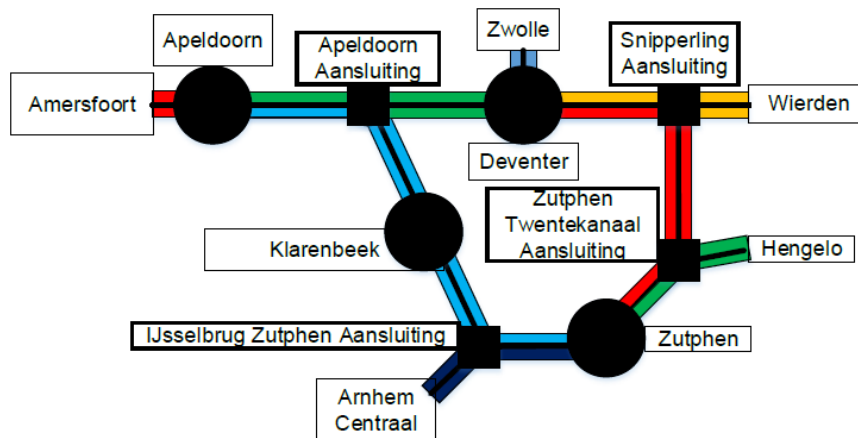 Apeldoorn
Apeldoorn
Aansluiting
Zwolle
Snipperling
Aansluiting
Amersfoort
Wierden
Deventer
Zutphen
Twentekanaal
Aansluiting
Klarenbeek
Hengelo
IJsselbrug Zutphen Aansluiting
Zutphen
Arnhem
Centraal